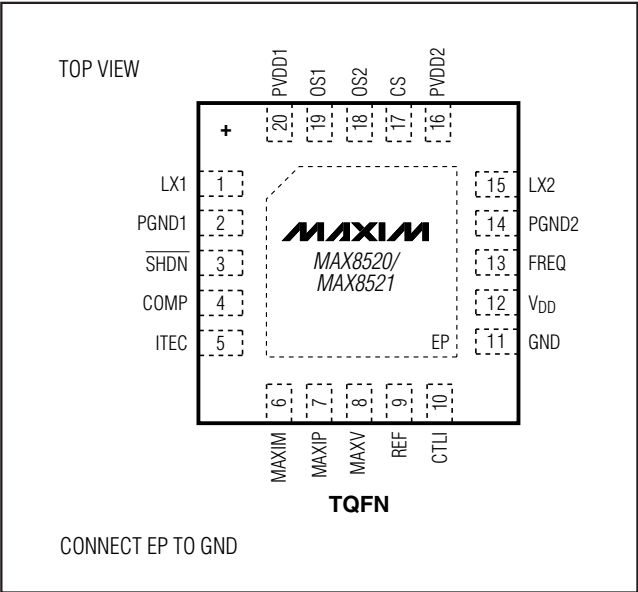 TOP VIEW
PVDD1
OS1
OS2
CS
PVDD2
20
19
18
17
16
+
LX1 1
PGND1 2
SHDN 3
COMP 4
ITEC 5
15 LX2
14 PGND2
13 FREQ
12 VDD
11 GND
MAXIM
MAX8520/
MAX8521
EP
6
7
8
9
10
MAXIM
MAXIP
MAXV
REF
CTLI
TQFN
CONNECT EP TO GND